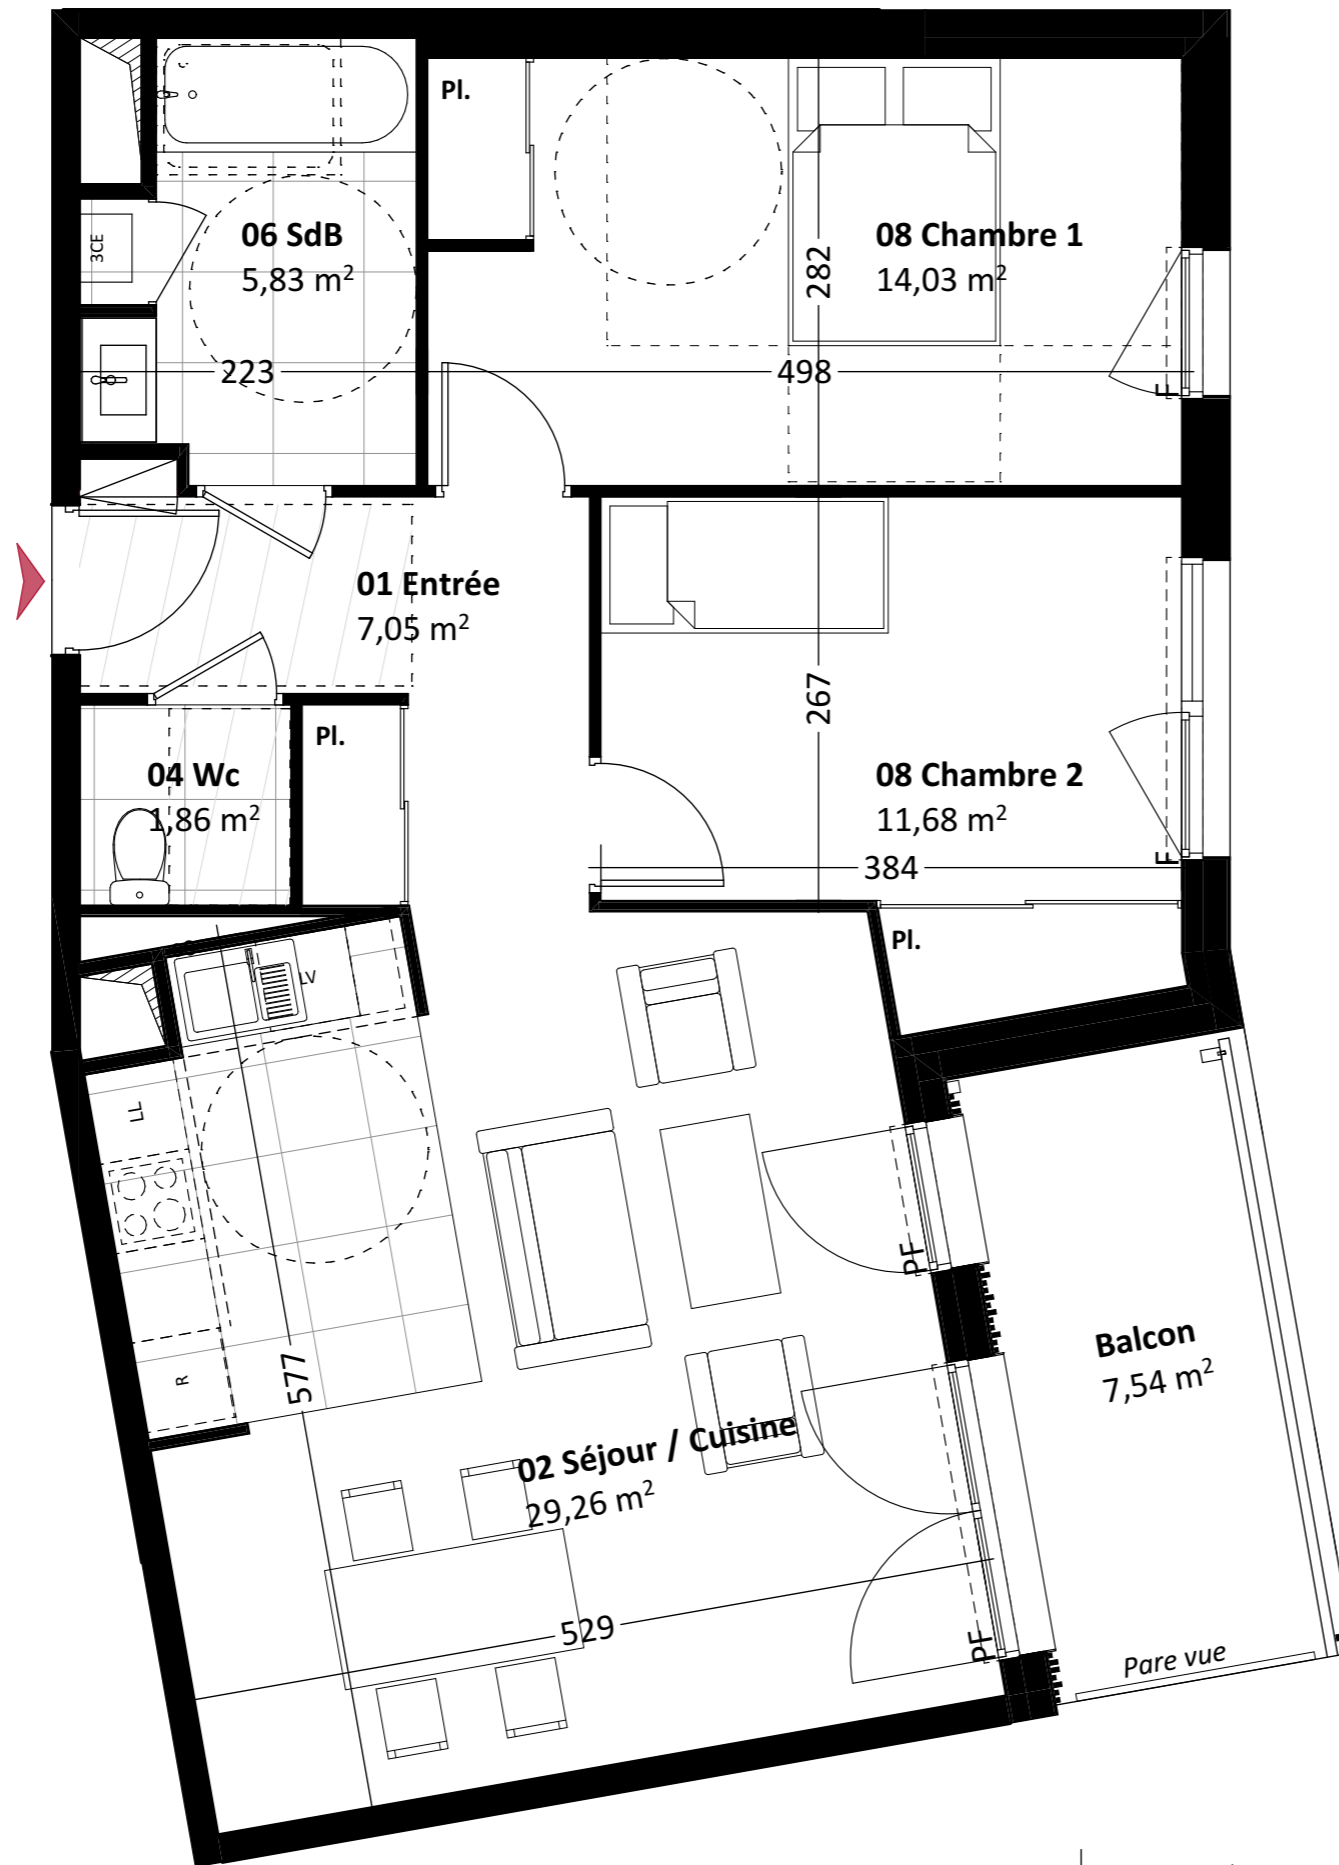 Pl.
06 SdB
5,83 m²
3CE
08 Chambre 1
14,03 m²
282
223
498
F
01 Entrée
7,05 m²
267
Pl.
04 Wc
1,86 m²
08 Chambre 2
11,68 m²
F
384
Pl.
LV
LL
PF
R
577
Balcon
7,54 m²
02 Séjour / Cuisine
29,26 m²
529
PF
Pare vue